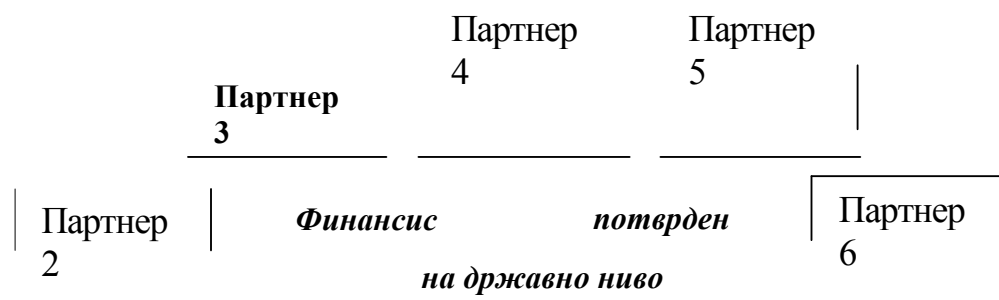 Партнер
4
Партнер
5
Партнер
3
Партнер
2
Финансис потврден
на државно ниво
Партнер
6